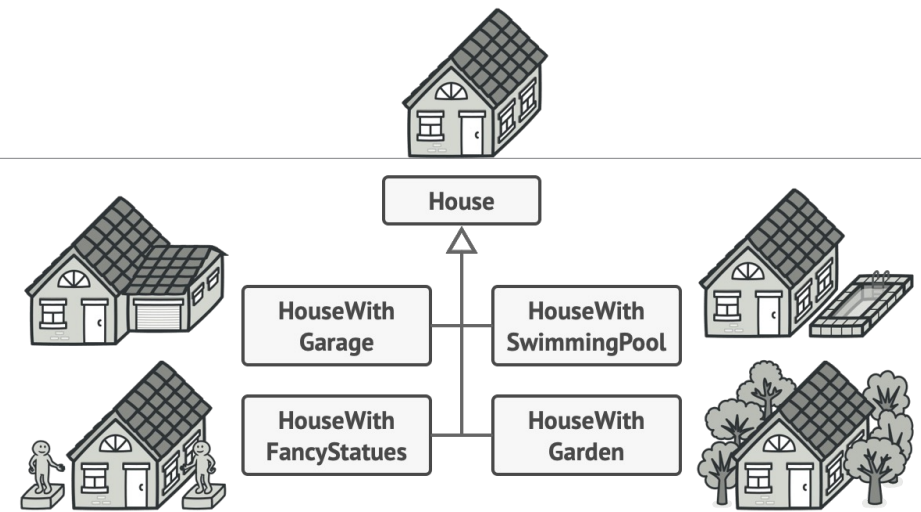 House
HouseWith
Garage
HouseWith
SwimmingPool
HouseWith
FancyStatues
HouseWith
Garden